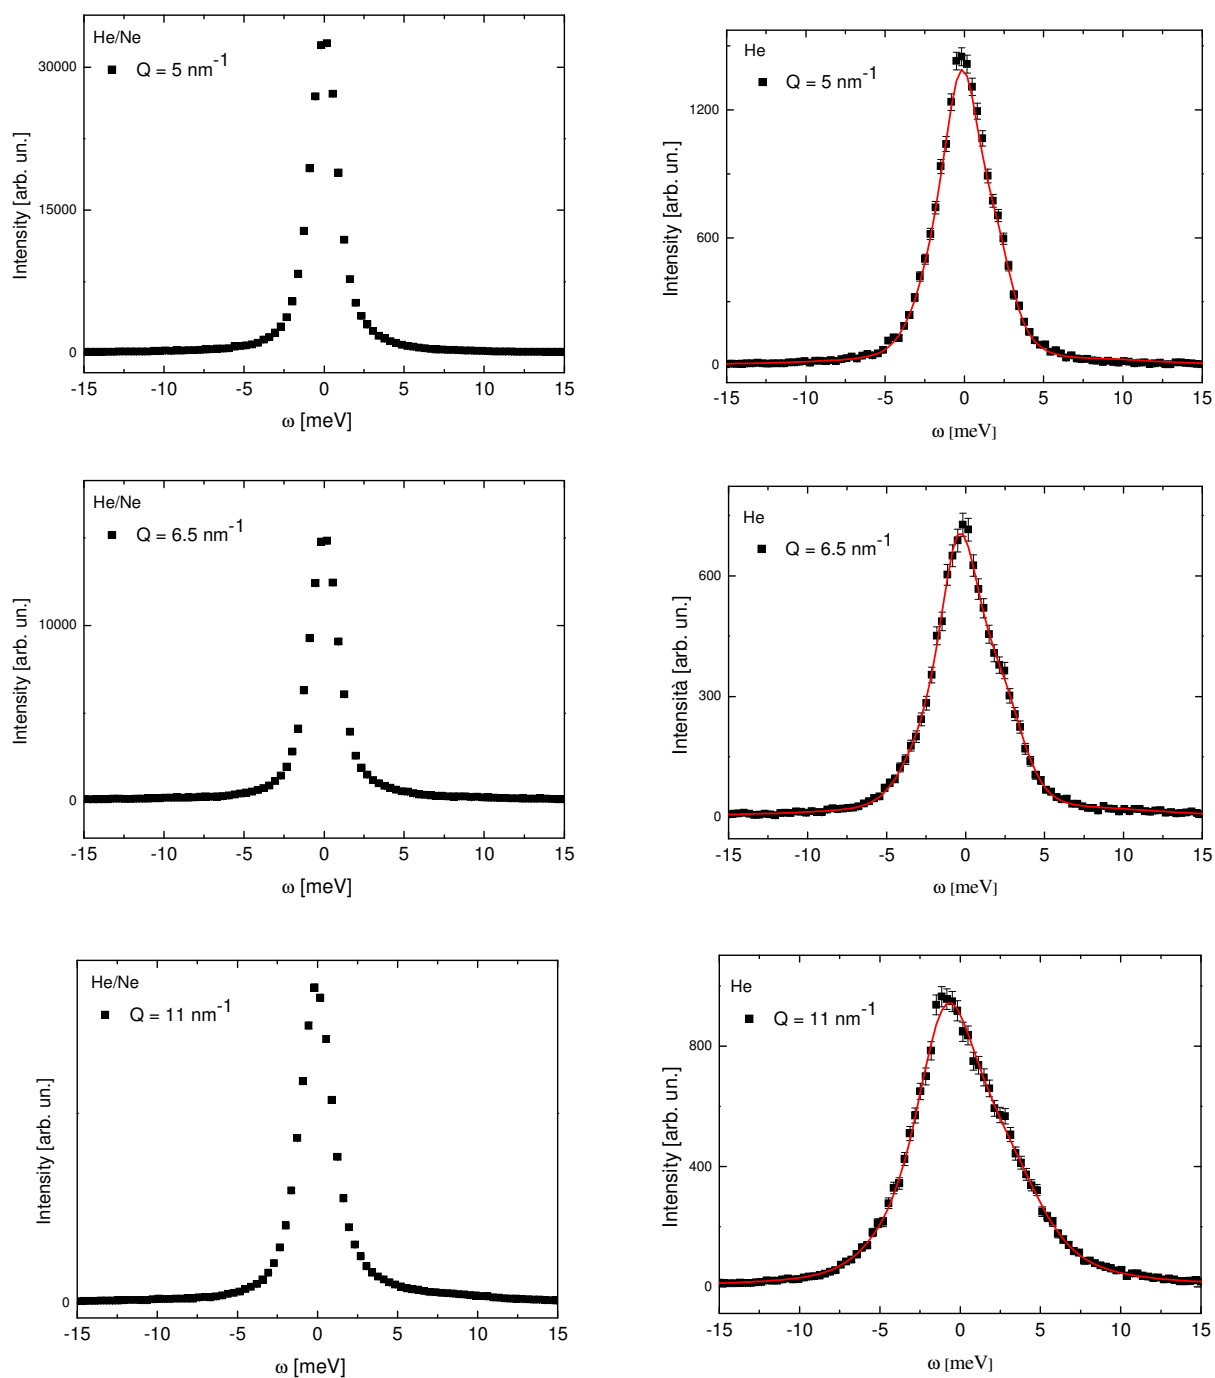 He/Ne
Q = 5 nm-1
30000
15000
0
Intensity [arb. un.]
-15 -10 -5 0 5 10 15
ω [meV]
He
Q = 5 nm-1
1200
600
0
Intensity [arb. un.]
-15 -10 -5 0 5 10 15
ω [meV]
He/Ne
Q = 6.5 nm-1
10000
0
Intensity [arb. un.]
-15 -10 -5 0 5 10 15
ω [meV]
He
Q = 6.5 nm-1
600
300
0
Intensità [arb. un.]
-15 -10 -5 0 5 10 15
ω [meV]
He/Ne
Q = 11 nm-1
0
Intensity [arb. un.]
-15 -10 -5 0 5 10 15
ω [meV]
He
Q = 11 nm-1
800
400
0
Intensity [arb. un.]
-15 -10 -5 0 5 10 15
ω [meV]